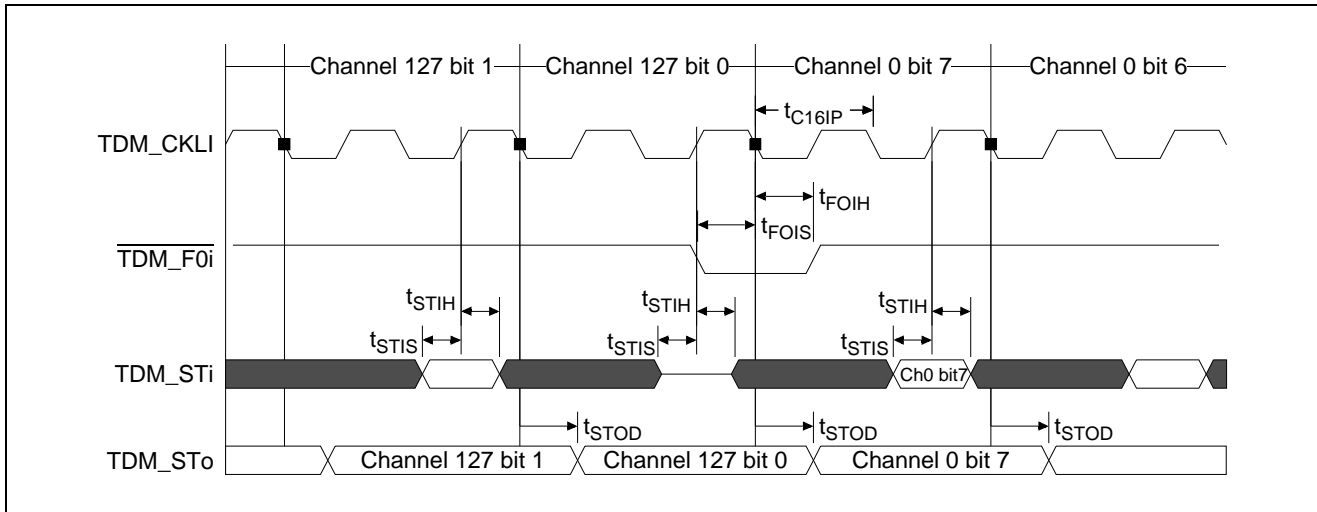 Channel 127 bit 1 Channel 127 bit 0 Channel 0 bit 7 Channel 0 bit 6
tC16IP
TDM_CKLI
tFOIH
tFOIS
TDM_F0i
tSTIH tSTIH tSTIH
tSTIS tSTIS tSTIS
TDM_STi Ch0 bit7
tSTOD tSTOD tSTOD
TDM_STo Channel 127 bit 1 Channel 127 bit 0 Channel 0 bit 7